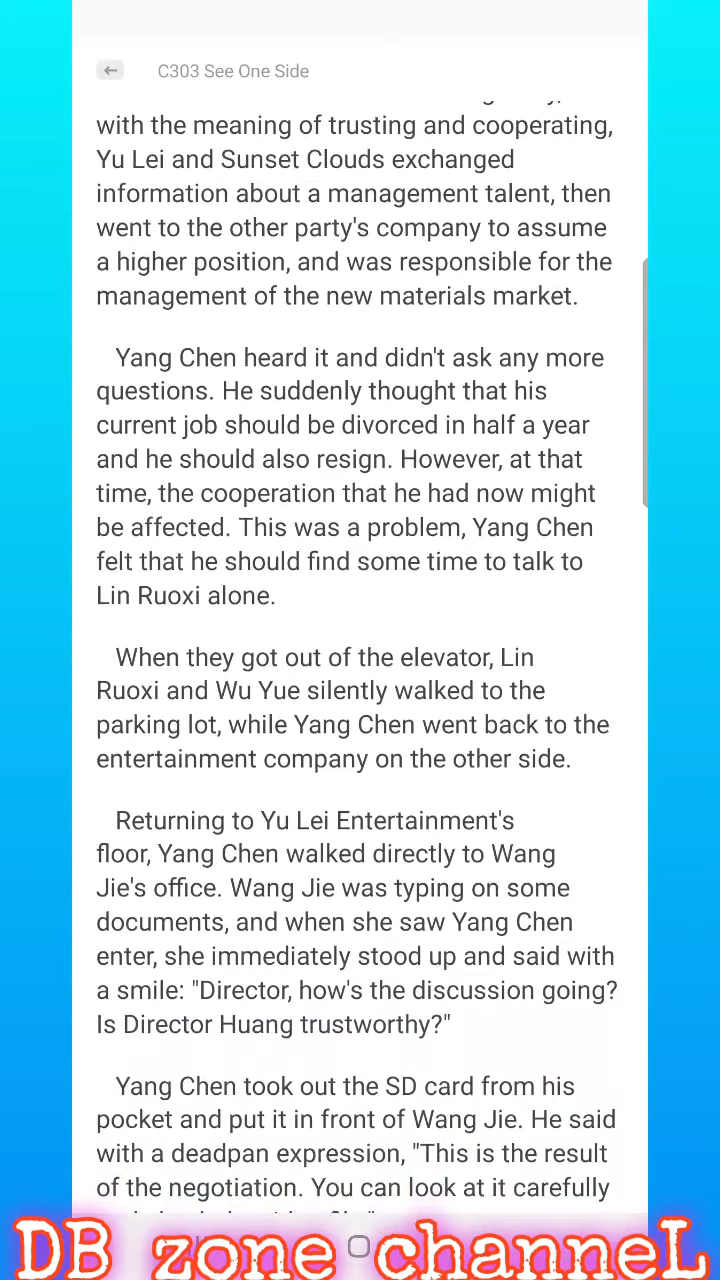 C303 See One Side
with the meaning of trusting and cooperating,
Yu Lei and Sunset Clouds exchanged
information about a management talent, then
went to the other party's company to assume
a higher position, and was responsible for the
management of the new materials market.
Yang Chen heard it and didn't ask any more
questions. He suddenly thought that his
current job should be divorced in half a year
and he should also resign. However, at that
time, the cooperation that he had now might
be affected. This was a problem, Yang Chen
felt that he should find some time to talk to
Lin Ruoxi alone.
When they got out of the elevator, Lin
Ruoxi and Wu Yue silently walked to the
parking lot, while Yang Chen went back to the
entertainment company on the other side.
Returning to Yu Lei Entertainment's
floor, Yang Chen walked directly to Wang
Jie's office. Wang Jie was typing on some
documents, and when she saw Yang Chen
enter, she immediately stood up and said with
a smile: "Director, how's the discussion going?
Is Director Huang trustworthy?"
Yang Chen took out the SD card from his
pocket and put it in front of Wang Jie. He said
with a deadpan expression, "This is the result
of the negotiation. You can look at it carefully
DB zone channeL